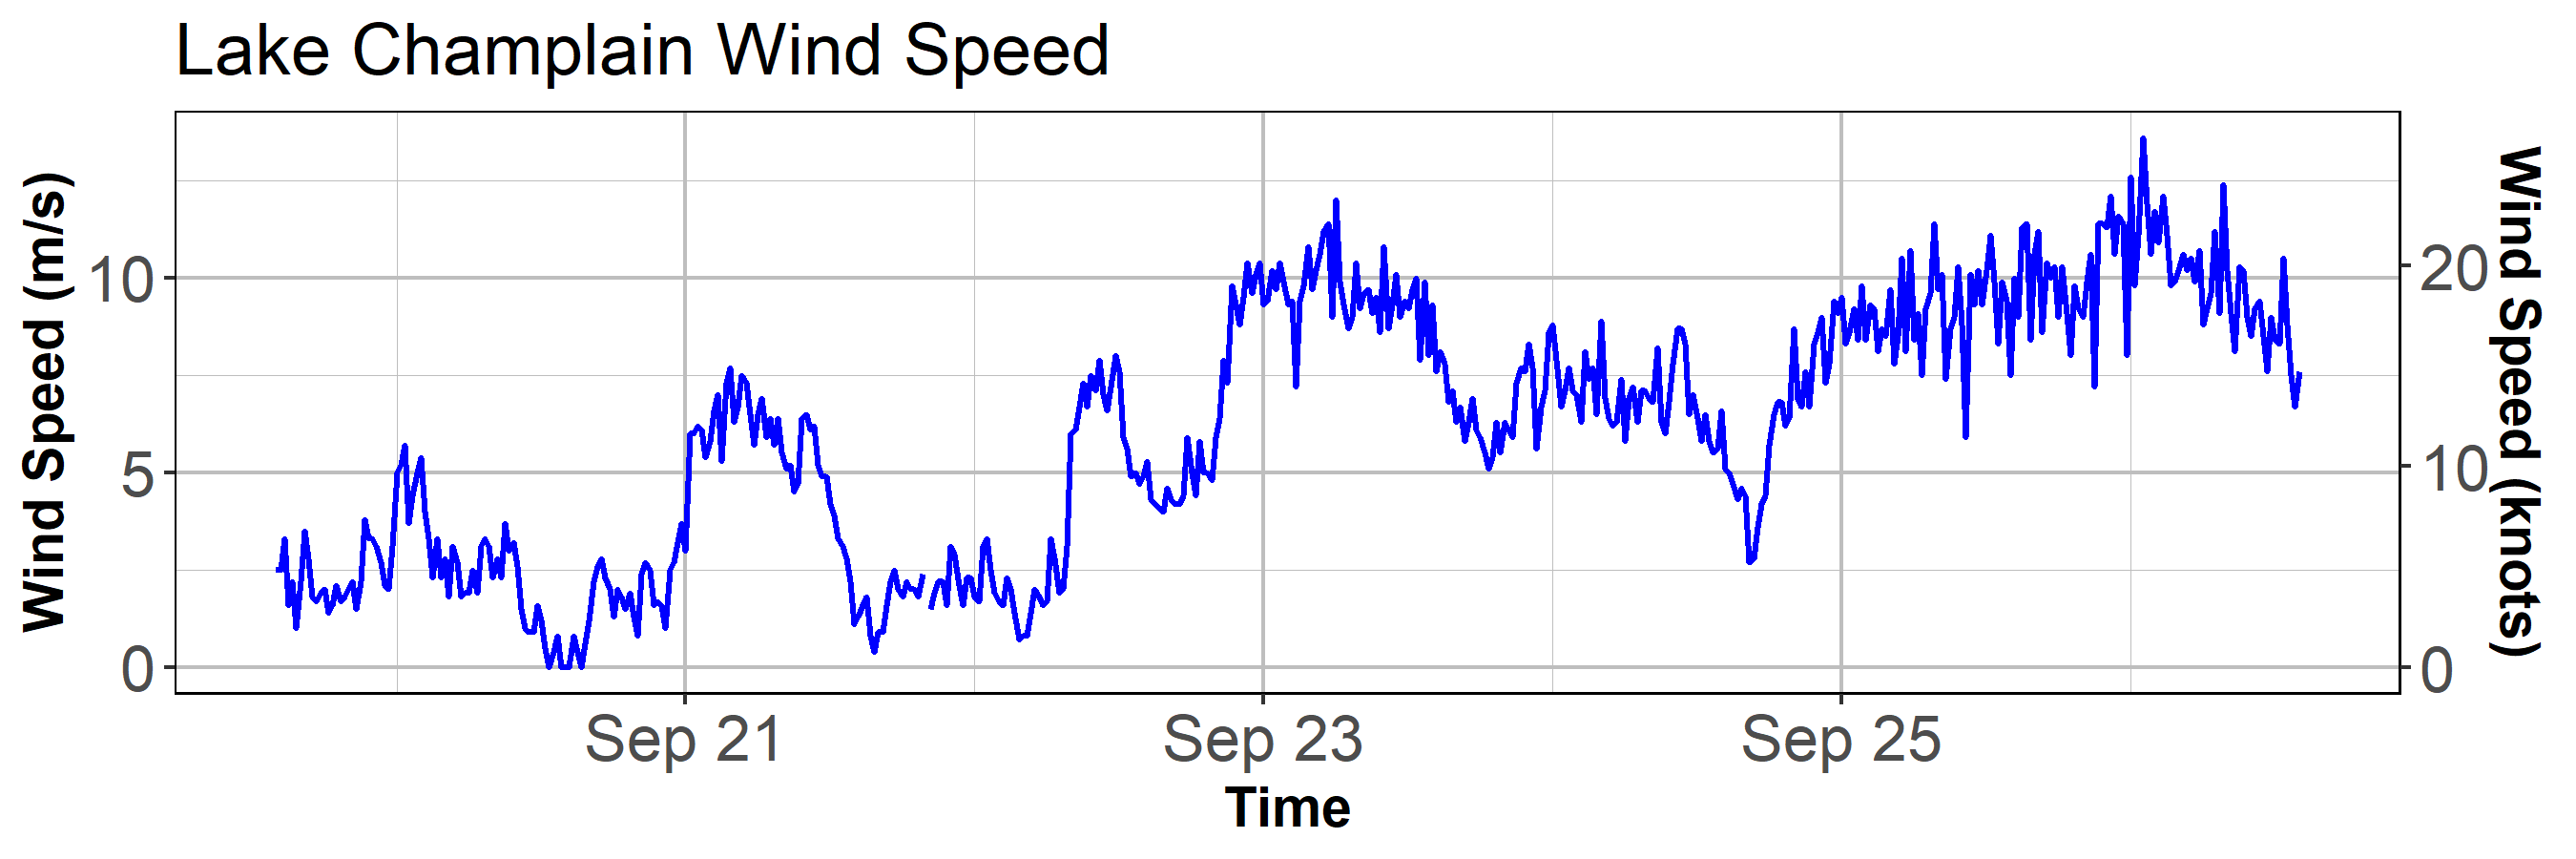 Lake Champlain Wind Speed
Wind Speed (m/s)
10
5
0
20
10
0
Wind Speed (knots)
Sep 21
Sep 23
Sep 25
Time